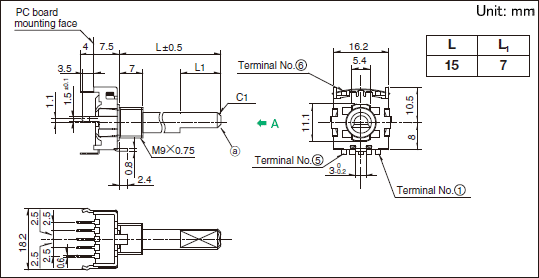 PC board
mounting face
Unit: mm
4
7.5
L±0.5
3.5
7
L1
1.5 ±0.1
1.1
C1
ⓐ
A
M9×0.75
0.8
2.4
16.2
5.4
Terminal No.⑥
11.1
10.5
8
Terminal No.⑤
3 0 -0.2
Terminal No.①
L
L1
15
7
18.2
2.5
2.5
2.5
2.5
2.5
0.6